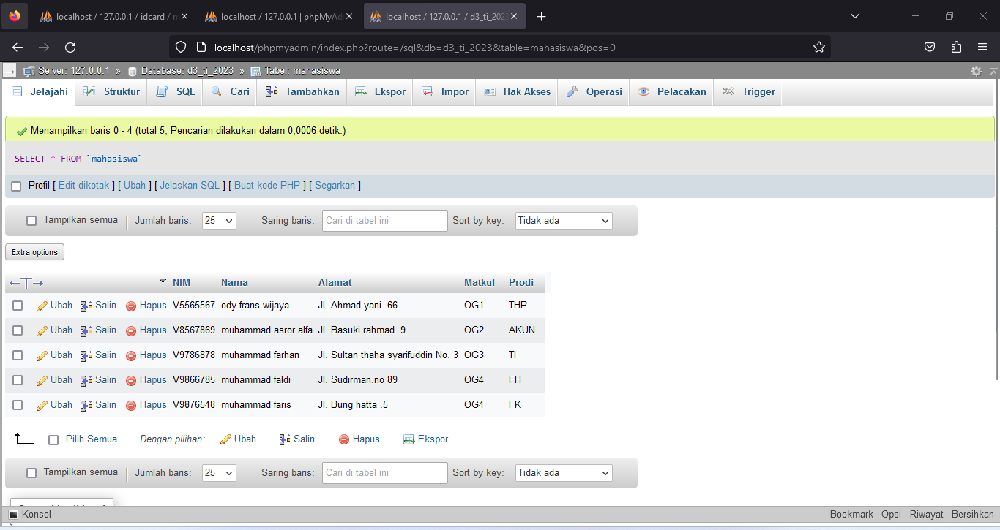 localhost / 127.0.0.1 / idcard / m localhost / 127.0.0.1 | phpMyAd localhost / 127.0.0.1 / d3_ti_2023
localhost/phpmyadmin/index.php?route=/sql&db=d3_ti_2023&table=mahasiswa&pos=0
Server: 127.0.0.1 » Database: d3_ti_2023 » Tabel: mahasiswa
Jelajahi Struktur SQL Cari Tambahkan Ekspor Impor Hak Akses Operasi Pelacakan Trigger
Menampilkan baris 0 - 4 (total 5, Pencarian dilakukan dalam 0,0006 detik.)
SELECT * FROM `mahasiswa`
Profil [ Edit dikotak ] [ Ubah ] [ Jelaskan SQL ] [ Buat kode PHP ] [ Segarkan ]
Tampilkan semua | Jumlah baris: 25 Saring baris: Cari di tabel ini Sort by key: Tidak ada
Extra options
←T→ NIM Nama Alamat Matkul Prodi
Ubah Salin Hapus V5565567 ody frans wijaya Jl. Ahmad yani. 66 OG1 THP
Ubah Salin Hapus V8567869 muhammad asror alfa Jl. Basuki rahmad. 9 OG2 AKUN
Ubah Salin Hapus V9786878 muhammad farhan Jl. Sultan thaha syarifuddin No. 3 OG3 TI
Ubah Salin Hapus V9866785 muhammad faldi Jl. Sudirman.no 89 OG4 FH
Ubah Salin Hapus V9876548 muhammad faris Jl. Bung hatta .5 OG4 FK
Pilih Semua Dengan pilihan: Ubah Salin Hapus Ekspor
Tampilkan semua | Jumlah baris: 25 Saring baris: Cari di tabel ini Sort by key: Tidak ada
Konsol Bookmark Opsi Riwayat Bersihkan